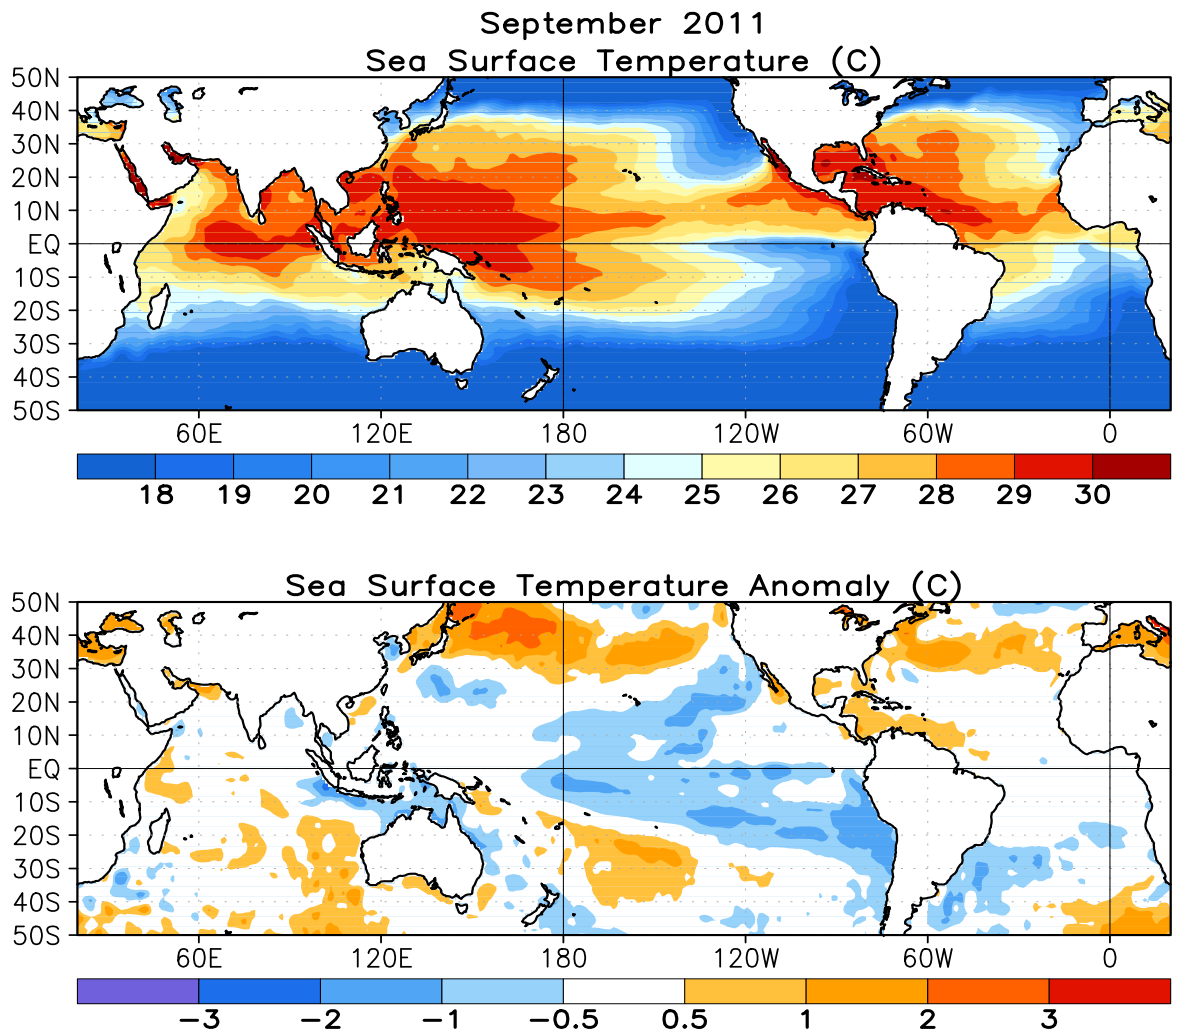 September 2011
Sea Surface Temperature (C)
50N
40N
30N
20N
10N
EQ
10S
20S
30S
40S
50S
60E 120E 180 120W 60W 0
18 19 20 21 22 23 24 25 26 27 28 29 30
Sea Surface Temperature Anomaly (C)
50N
40N
30N
20N
10N
EQ
10S
20S
30S
40S
50S
60E 120E 180 120W 60W 0
−3 −2 −1 −0.5 0.5 1 2 3